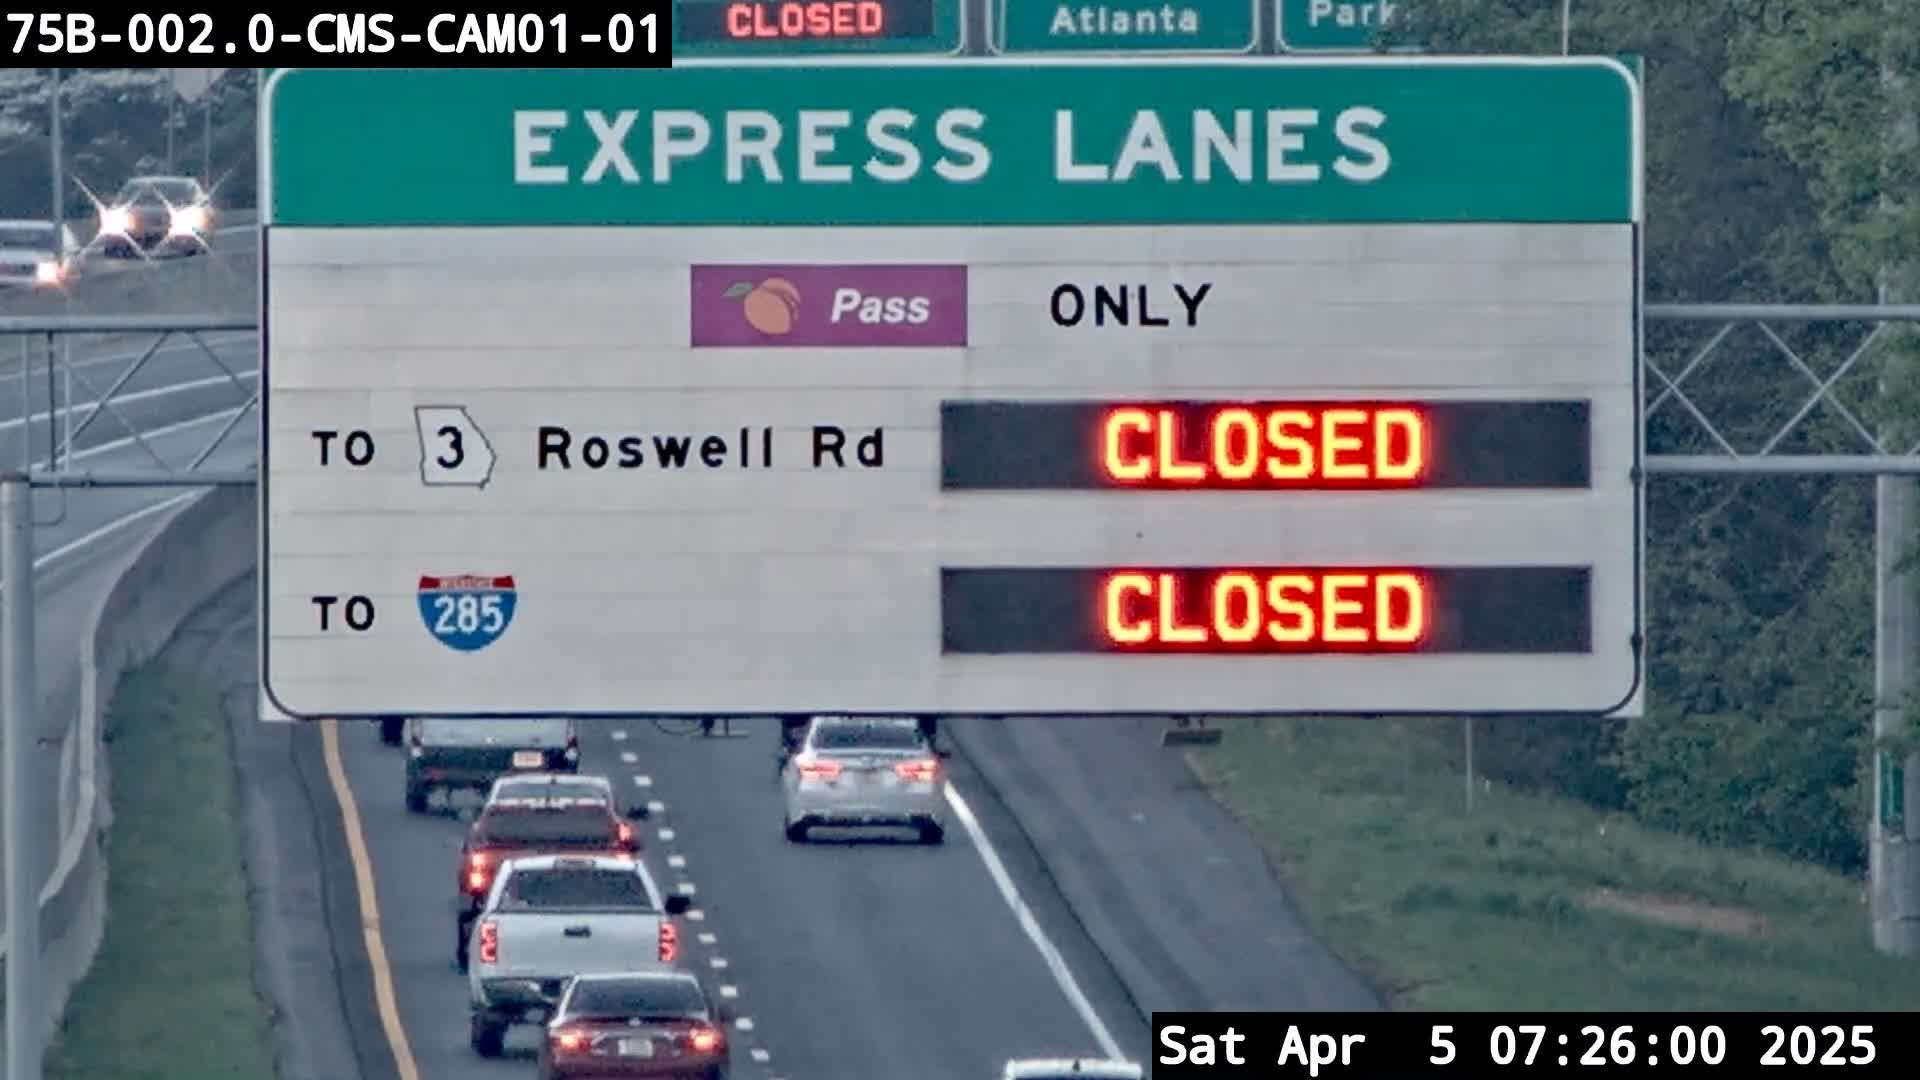 75B-002.0-CMS-CAM01-01
CLOSED
Atlanta
Park
EXPRESS LANES
Pass ONLY
TO 3 Roswell Rd CLOSED
INTERSTATE
TO 285 CLOSED
Sat Apr 5 07:26:00 2025